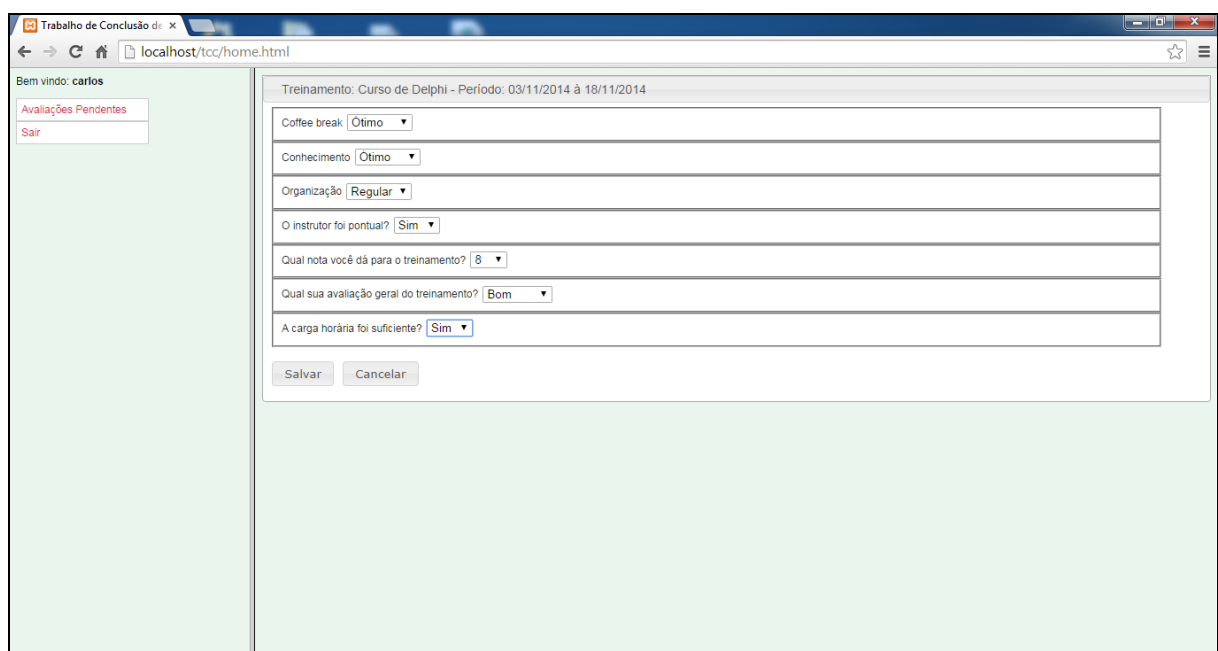 Trabalho de Conclusão de
localhost/tcc/home.html
Bem vindo: carlos
Avaliações Pendentes
Sair
Treinamento: Curso de Delphi - Período: 03/11/2014 à 18/11/2014
Coffee break Ótimo
Conhecimento Ótimo
Organização Regular
O instrutor foi pontual? Sim
Qual nota você dá para o treinamento? 8
Qual sua avaliação geral do treinamento? Bom
A carga horária foi suficiente? Sim
Salvar Cancelar